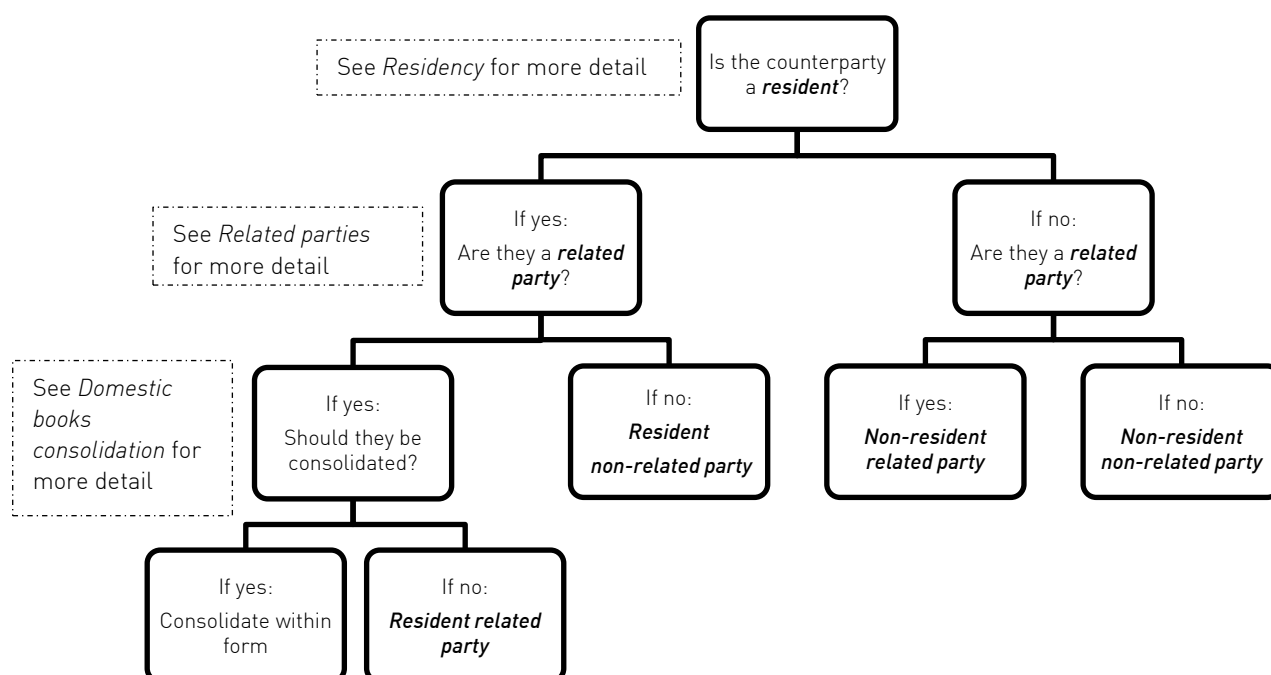 See Residency for more detail
Is the counterparty
a resident?
See Related parties
for more detail
If yes:
Are they a related
party?
If no:
Are they a related
party?
See Domestic
books
consolidation for
more detail
If yes:
Should they be
consolidated?
If no:
Resident
non-related party
If yes:
Non-resident
related party
If no:
Non-resident
non-related party
If yes:
Consolidate within
form
If no:
Resident related
party